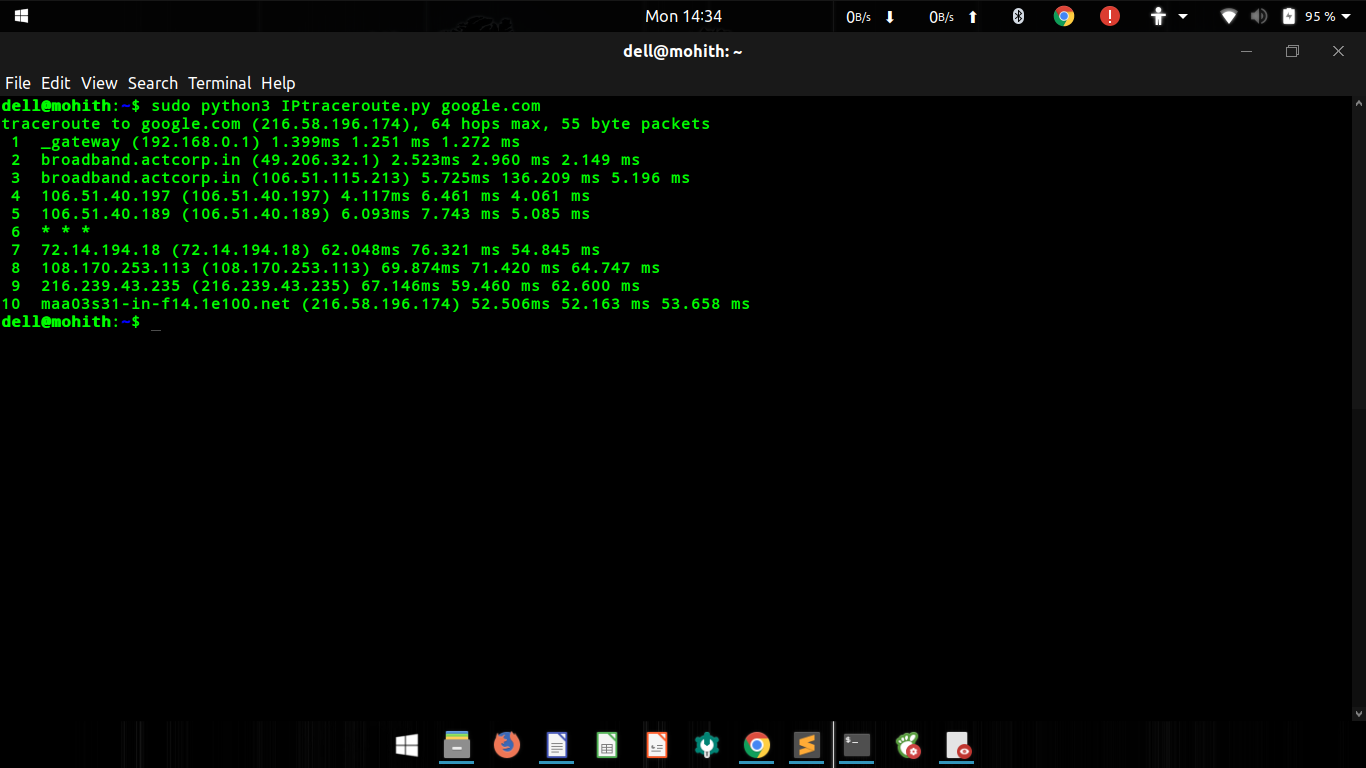 Mon 14:34 0B/s 0B/s 95 %
dell@mohith: ~
File Edit View Search Terminal Help
dell@mohith:~$ sudo python3 IPtraceroute.py google.com
traceroute to google.com (216.58.196.174), 64 hops max, 55 byte packets
1 _gateway (192.168.0.1) 1.399ms 1.251 ms 1.272 ms
2 broadband.actcorp.in (49.206.32.1) 2.523ms 2.960 ms 2.149 ms
3 broadband.actcorp.in (106.51.115.213) 5.725ms 136.209 ms 5.196 ms
4 106.51.40.197 (106.51.40.197) 4.117ms 6.461 ms 4.061 ms
5 106.51.40.189 (106.51.40.189) 6.093ms 7.743 ms 5.085 ms
6 * * *
7 72.14.194.18 (72.14.194.18) 62.048ms 76.321 ms 54.845 ms
8 108.170.253.113 (108.170.253.113) 69.874ms 71.420 ms 64.747 ms
9 216.239.43.235 (216.239.43.235) 67.146ms 59.460 ms 62.600 ms
10 maa03s31-in-f14.1e100.net (216.58.196.174) 52.506ms 52.163 ms 53.658 ms
dell@mohith:~$ _